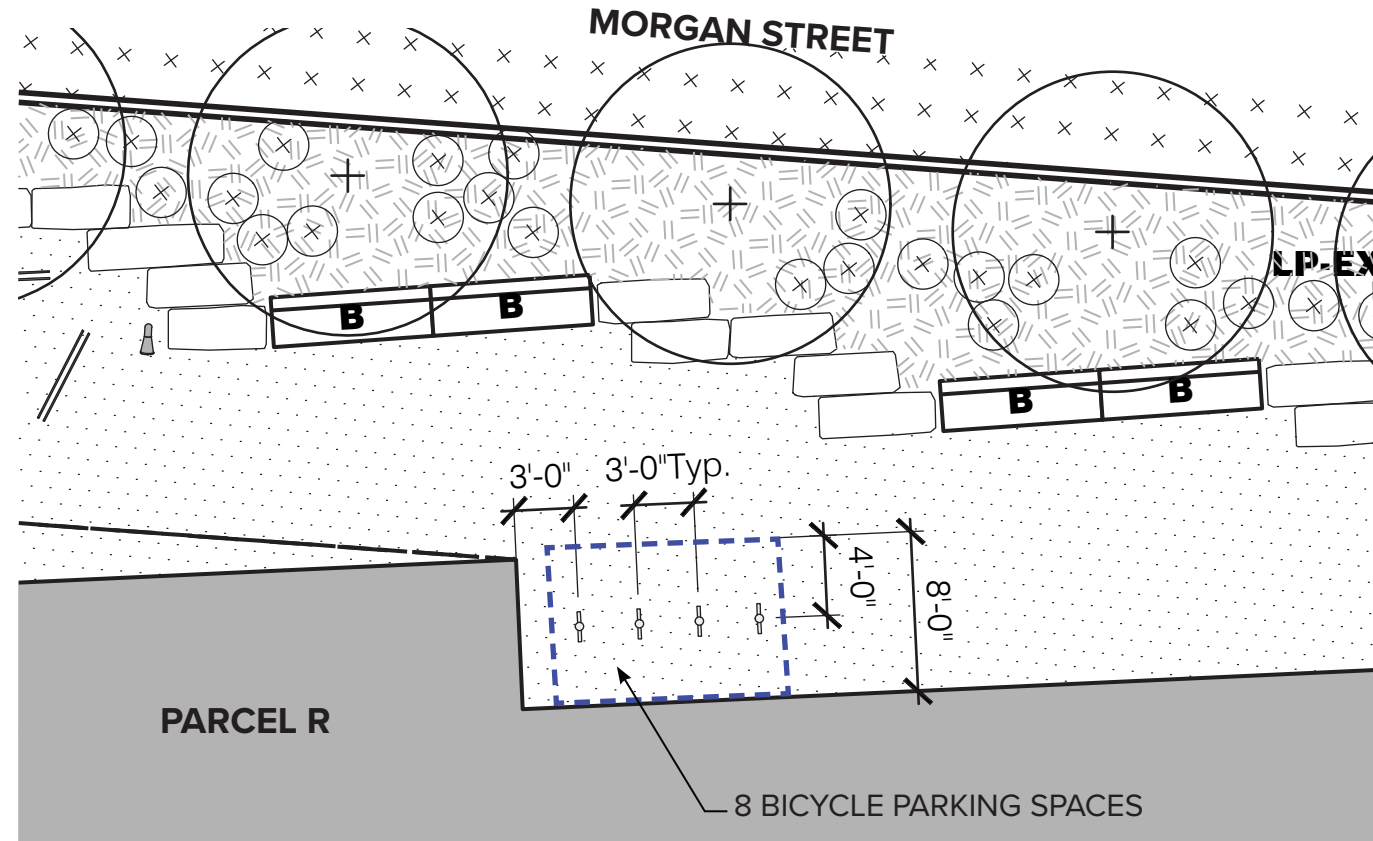 MORGAN STREET
LP-EX
B B
B B
3'-0" 3'-0"Typ.
4'-0"
8'-0"
PARCEL R
8 BICYCLE PARKING SPACES